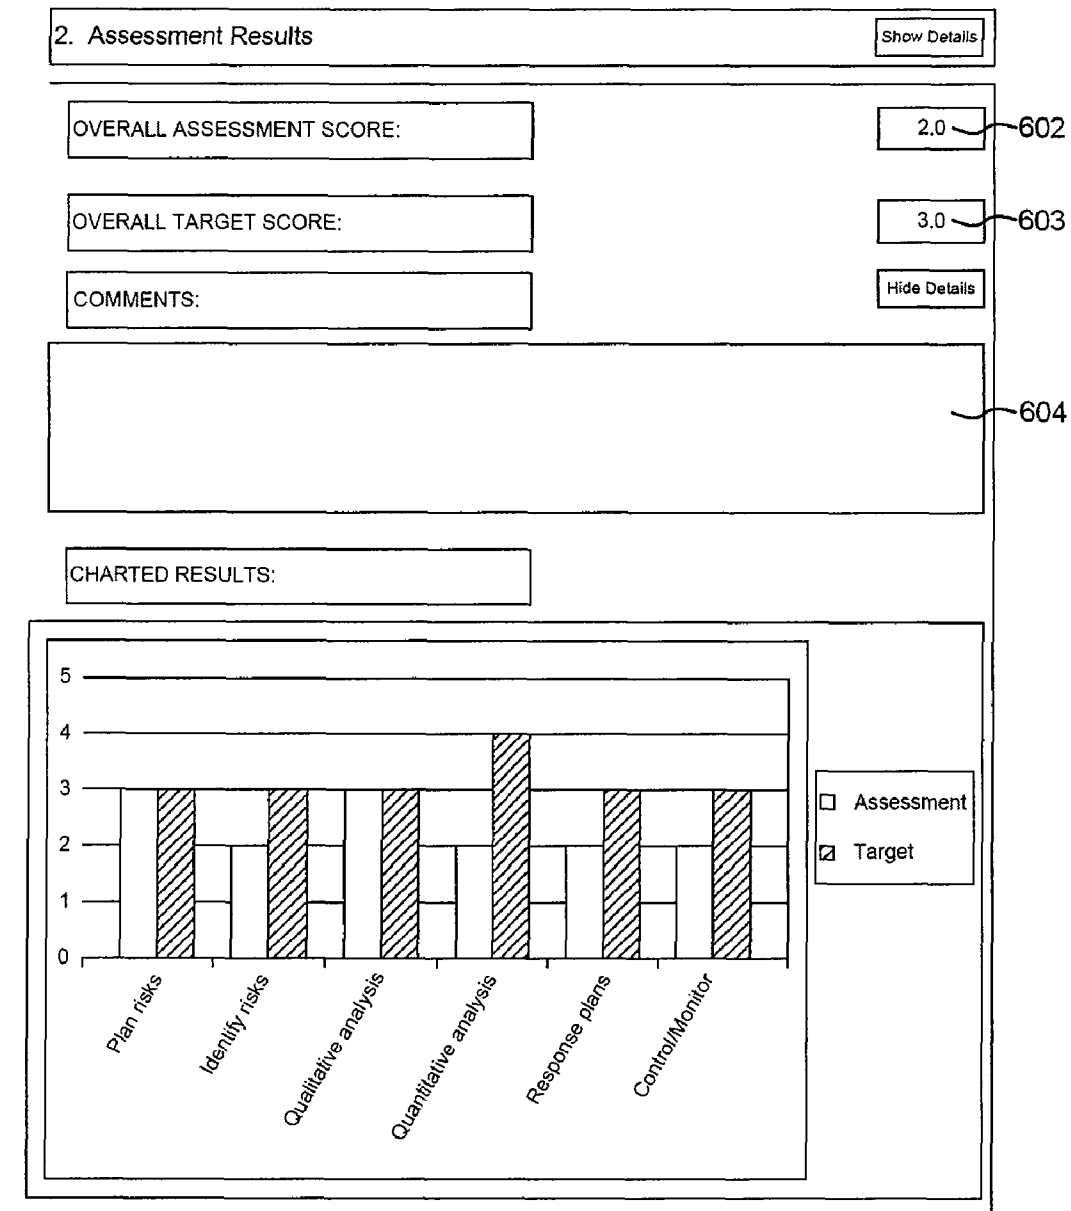 2. Assessment Results
Show Details
OVERALL ASSESSMENT SCORE:
2.0
602
OVERALL TARGET SCORE:
3.0
603
COMMENTS:
Hide Details
604
CHARTED RESULTS:
5
4
3
2
1
0
Plan risks
Identify risks
Qualitative analysis
Quantitative analysis
Response plans
Control/Monitor
Assessment
Target